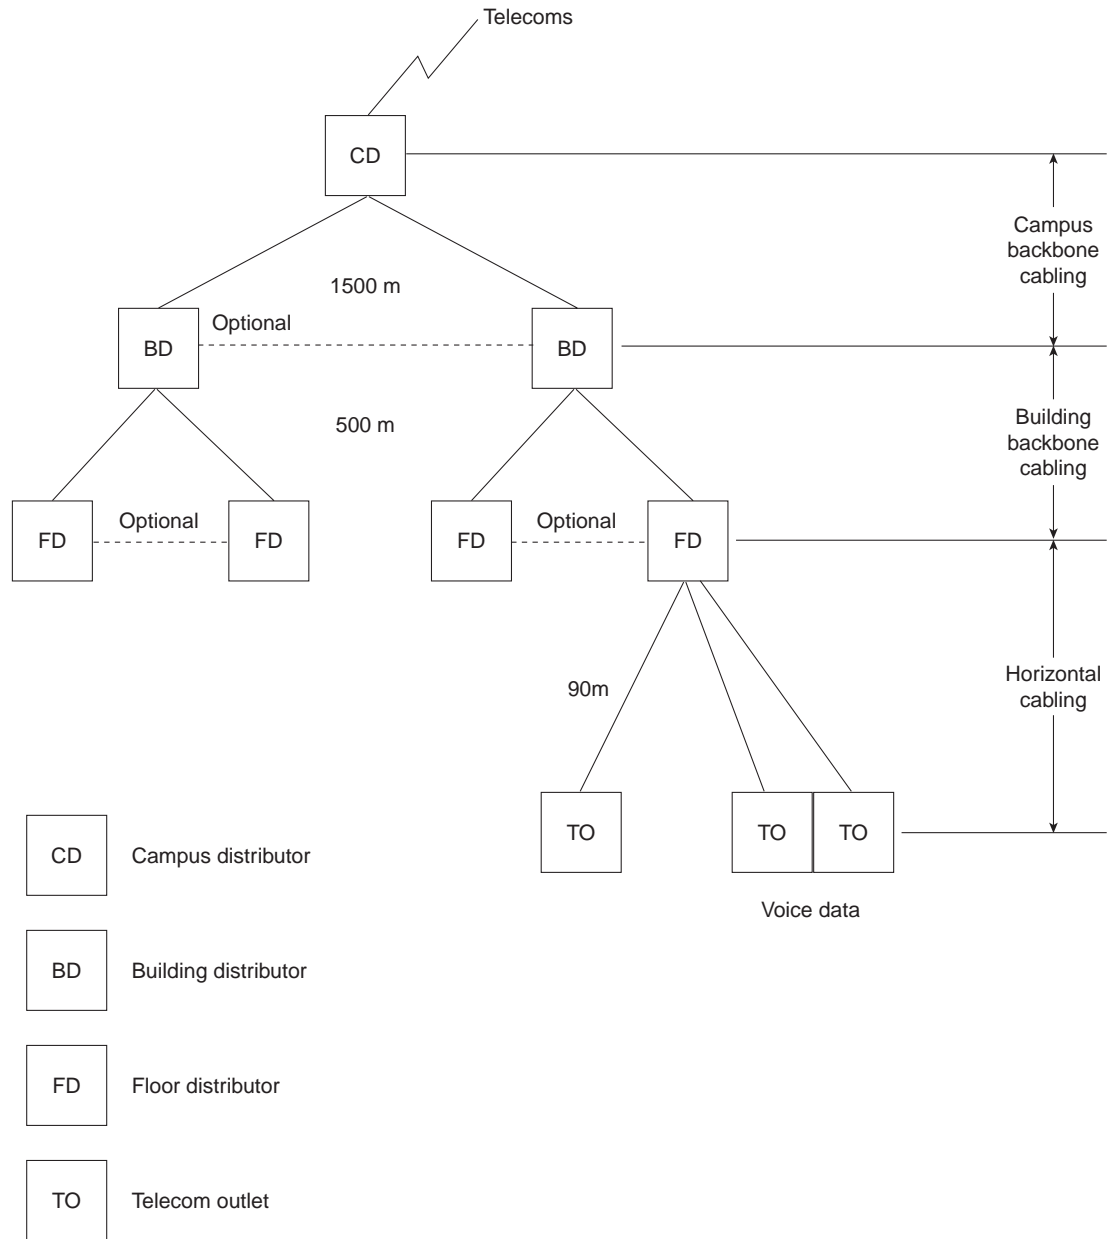 Telecoms
CD
Campus
backbone
cabling
1500 m
BD
Optional
BD
500 m
Building
backbone
cabling
FD
Optional
FD
FD
Optional
FD
90m
Horizontal
cabling
TO
TO
TO
Voice data
CD
Campus distributor
BD
Building distributor
FD
Floor distributor
TO
Telecom outlet